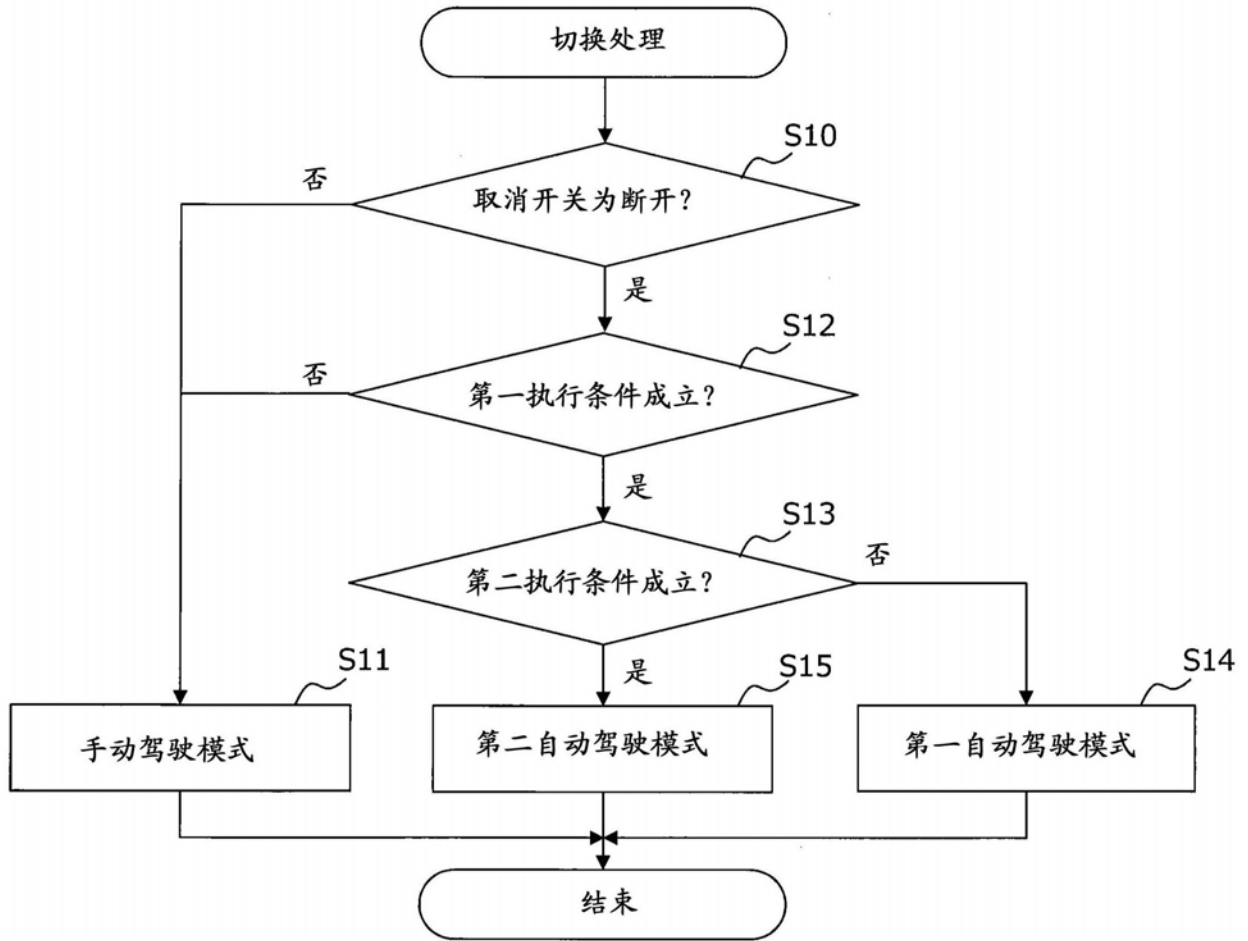 切换处理
S10
否
取消开关为断开?
是
S12
否
第一执行条件成立?
是
S13
否
第二执行条件成立?
S11
是
S15
S14
手动驾驶模式
第二自动驾驶模式
第一自动驾驶模式
结束